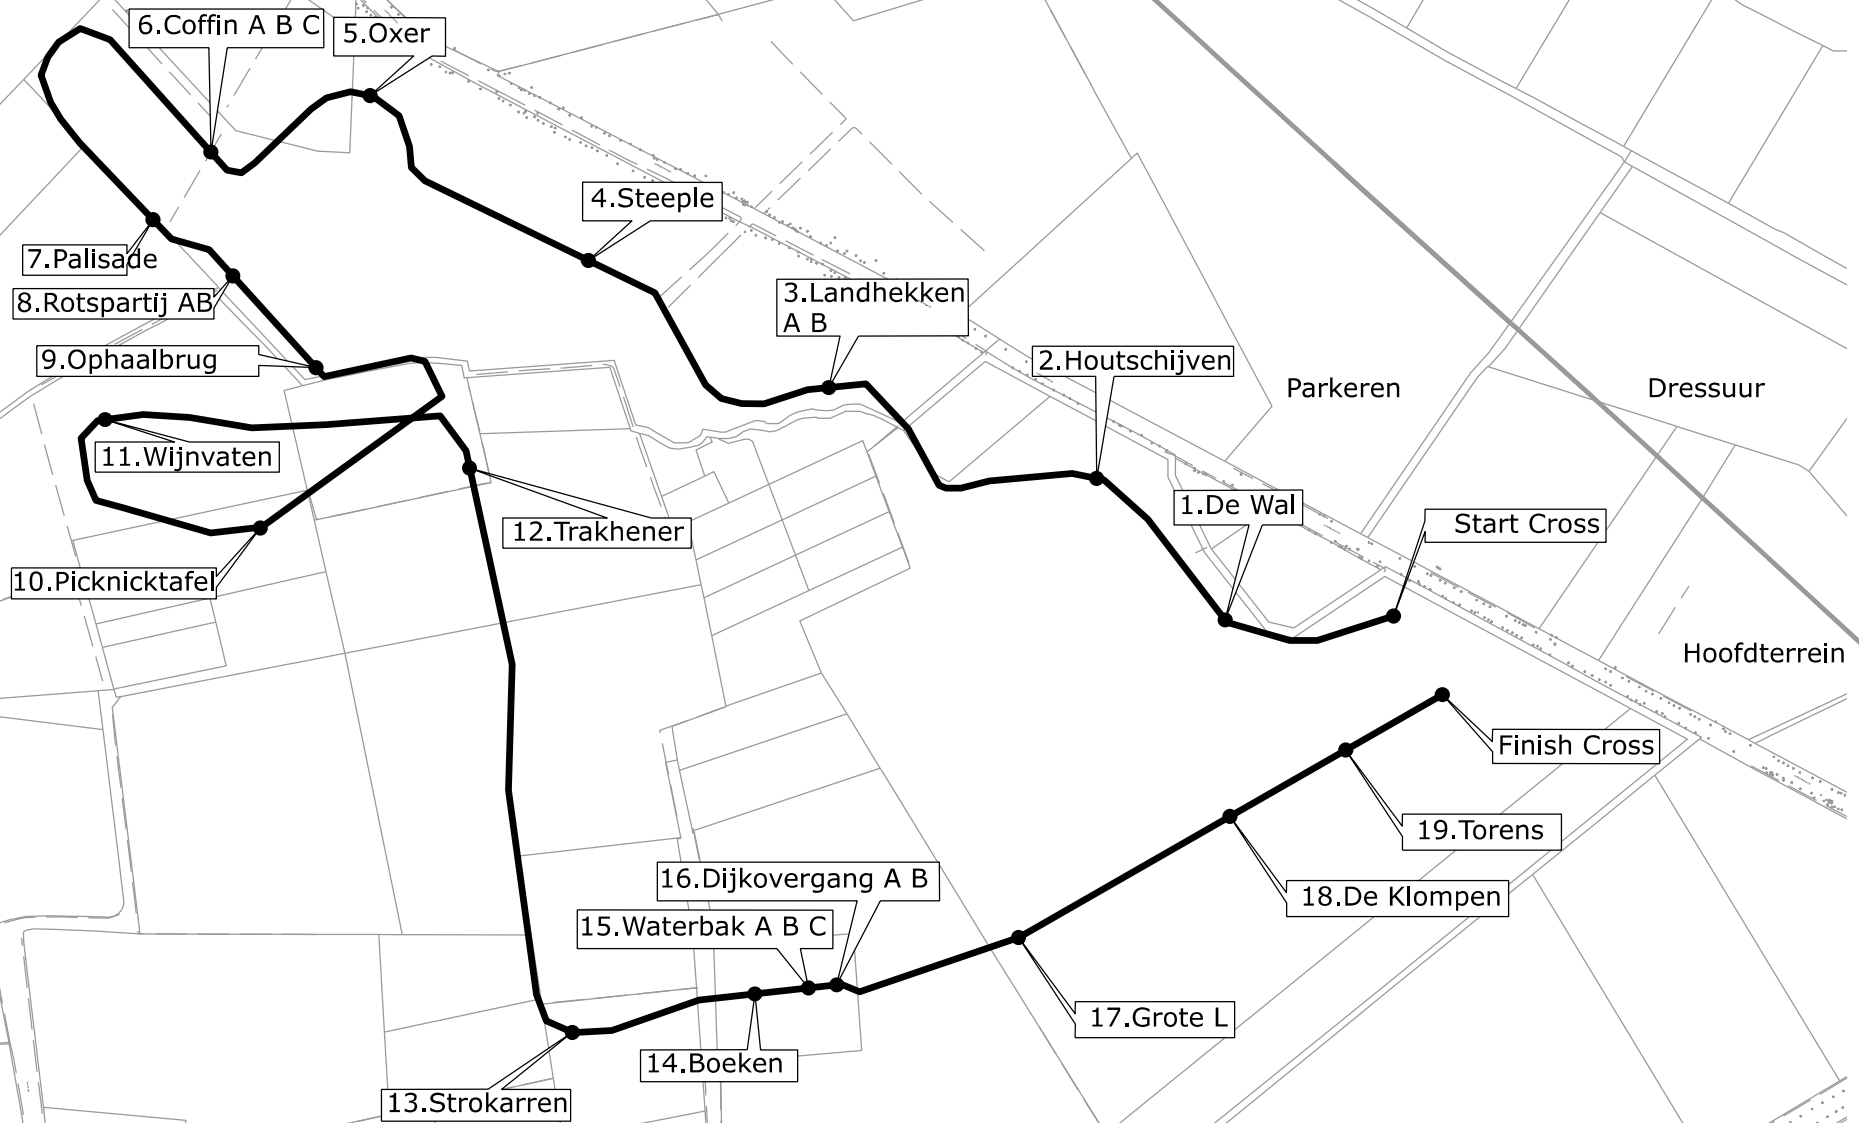 6.Coffin A B C
5.Oxer
4.Steeple
7.Palisade
8.Rotspartij AB
3.Landhekken
A B
9.Ophaalbrug
2.Houtschijven
Parkeren
Dressuur
11.Wijnvaten
1.De Wal
Start Cross
12.Trakhener
10.Picknicktafel
Hoofdterrein
Finish Cross
19.Torens
16.Dijkovergang A B
18.De Klompen
15.Waterbak A B C
17.Grote L
14.Boeken
13.Strokarren